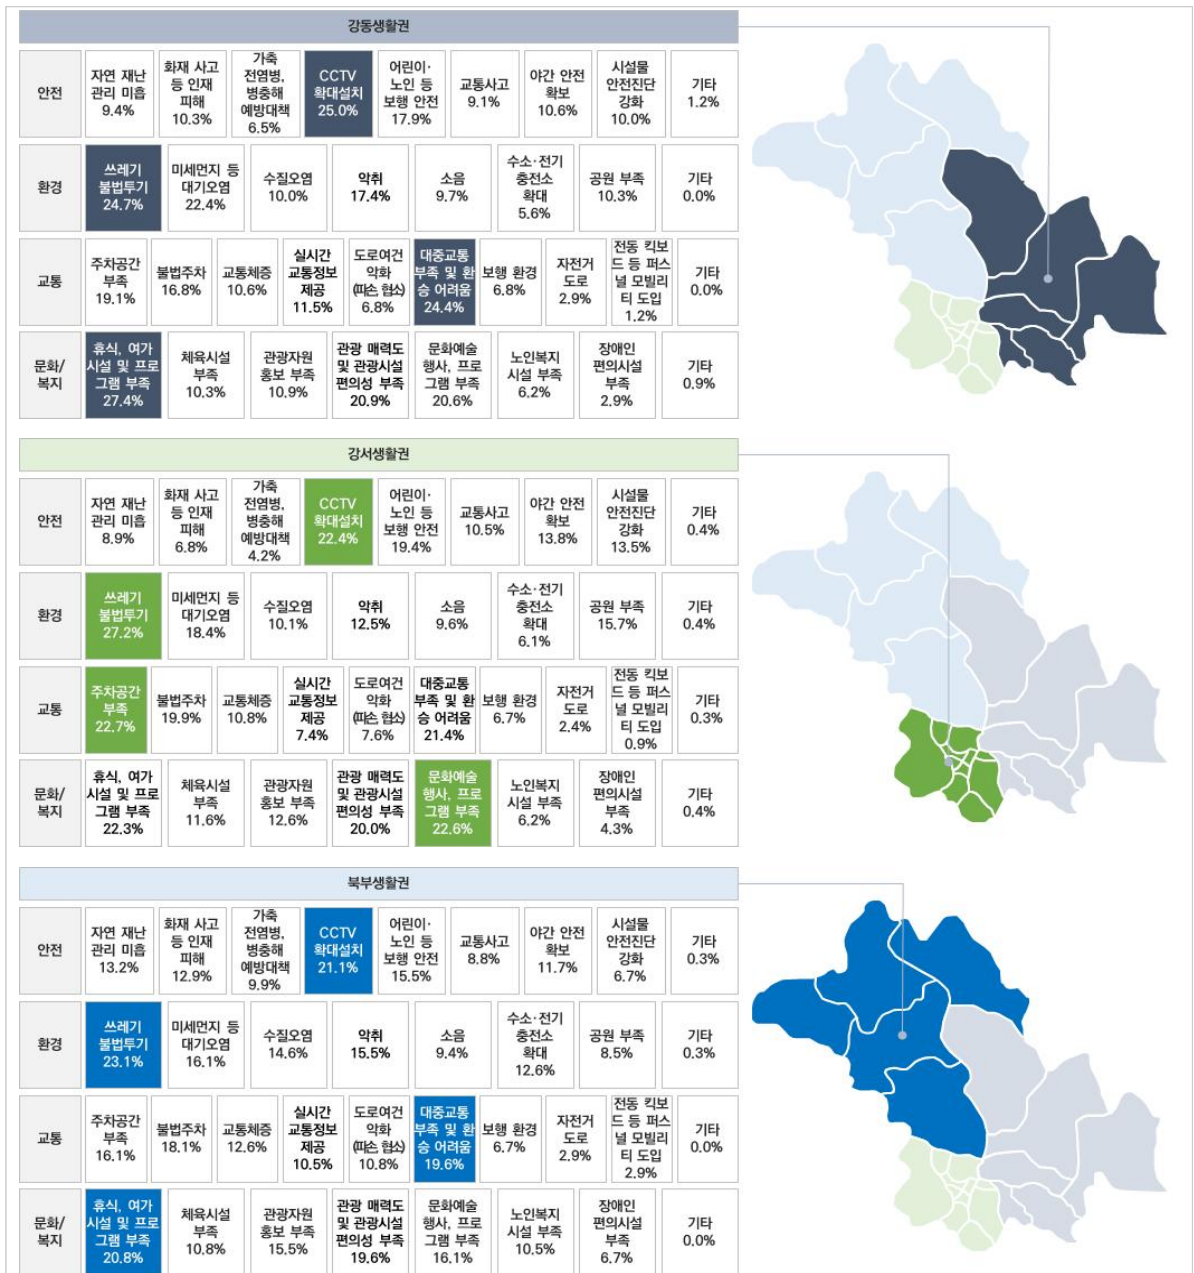 강동생활권
안전
자연 재난
관리 미흡
9.4%
화재 사고
등 인재
피해
10.3%
가축
전염병,
병충해
예방대책
6.5%
CCTV
확대설치
25.0%
어린이·
노인 등
보행 안전
17.9%
교통사고
9.1%
야간 안전
확보
10.6%
시설물
안전진단
강화
10.0%
기타
1.2%
환경
쓰레기
불법투기
24.7%
미세먼지 등
대기오염
22.4%
수질오염
10.0%
악취
17.4%
소음
9.7%
수소·전기
충전소
확대
5.6%
공원 부족
10.3%
기타
0.0%
교통
주차공간
부족
19.1%
불법주차
16.8%
교통체증
10.6%
실시간
교통정보
제공
11.5%
도로여건
악화
(파손, 협소)
6.8%
대중교통
부족 및 환
승 어려움
24.4%
보행 환경
6.8%
자전거
도로
2.9%
전동 킥보
드 등 퍼스
널 모빌리
티 도입
1.2%
기타
0.0%
문화/
복지
휴식, 여가
시설 및 프로
그램 부족
27.4%
체육시설
부족
10.3%
관광자원
홍보 부족
10.9%
관광 매력도
및 관광시설
편의성 부족
20.9%
문화예술
행사, 프로
그램 부족
20.6%
노인복지
시설 부족
6.2%
장애인
편의시설
부족
2.9%
기타
0.9%
강서생활권
안전
자연 재난
관리 미흡
8.9%
화재 사고
등 인재
피해
6.8%
가축
전염병,
병충해
예방대책
4.2%
CCTV
확대설치
22.4%
어린이·
노인 등
보행 안전
19.4%
교통사고
10.5%
야간 안전
확보
13.8%
시설물
안전진단
강화
13.5%
기타
0.4%
환경
쓰레기
불법투기
27.2%
미세먼지 등
대기오염
18.4%
수질오염
10.1%
악취
12.5%
소음
9.6%
수소·전기
충전소
확대
6.1%
공원 부족
15.7%
기타
0.4%
교통
주차공간
부족
22.7%
불법주차
19.9%
교통체증
10.8%
실시간
교통정보
제공
7.4%
도로여건
악화
(파손, 협소)
7.6%
대중교통
부족 및 환
승 어려움
21.4%
보행 환경
6.7%
자전거
도로
2.4%
전동 킥보
드 등 퍼스
널 모빌리
티 도입
0.9%
기타
0.3%
문화/
복지
휴식, 여가
시설 및 프로
그램 부족
22.3%
체육시설
부족
11.6%
관광자원
홍보 부족
12.6%
관광 매력도
및 관광시설
편의성 부족
20.0%
문화예술
행사, 프로
그램 부족
22.6%
노인복지
시설 부족
6.2%
장애인
편의시설
부족
4.3%
기타
0.4%
북부생활권
안전
자연 재난
관리 미흡
13.2%
화재 사고
등 인재
피해
12.9%
가축
전염병,
병충해
예방대책
9.9%
CCTV
확대설치
21.1%
어린이·
노인 등
보행 안전
15.5%
교통사고
8.8%
야간 안전
확보
11.7%
시설물
안전진단
강화
6.7%
기타
0.3%
환경
쓰레기
불법투기
23.1%
미세먼지 등
대기오염
16.1%
수질오염
14.6%
악취
15.5%
소음
9.4%
수소·전기
충전소
확대
12.6%
공원 부족
8.5%
기타
0.3%
교통
주차공간
부족
16.1%
불법주차
18.1%
교통체증
12.6%
실시간
교통정보
제공
10.5%
도로여건
악화
(파손, 협소)
10.8%
대중교통
부족 및 환
승 어려움
19.6%
보행 환경
6.7%
자전거
도로
2.9%
전동 킥보
드 등 퍼스
널 모빌리
티 도입
2.9%
기타
0.0%
문화/
복지
휴식, 여가
시설 및 프로
그램 부족
20.8%
체육시설
부족
10.8%
관광자원
홍보 부족
15.5%
관광 매력도
및 관광시설
편의성 부족
19.6%
문화예술
행사, 프로
그램 부족
16.1%
노인복지
시설 부족
10.5%
장애인
편의시설
부족
6.7%
기타
0.0%